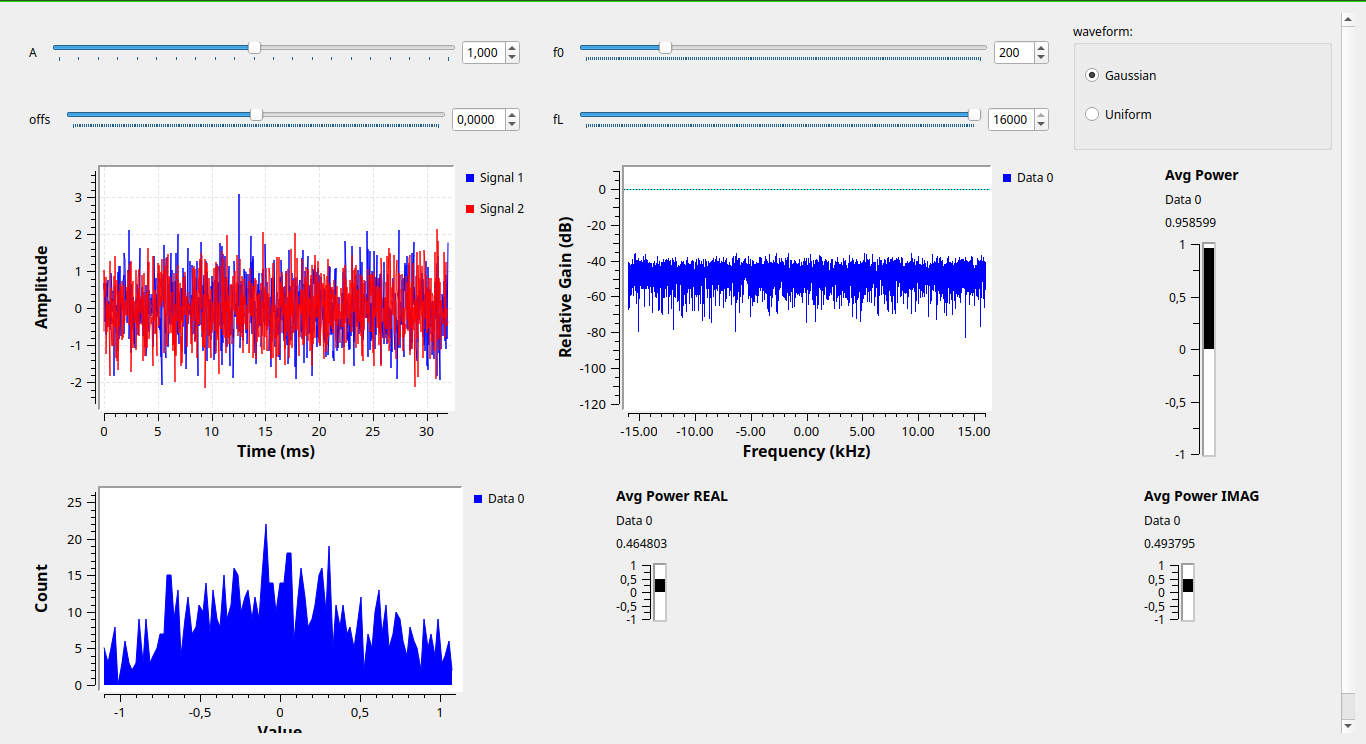 waveform:
A
1,000
f0
200
Gaussian
offs
0,0000
fL
16000
Uniform
Signal 1
Signal 2
3
2
1
0
-1
-2
Amplitude
0
5
10
15
20
25
30
Time (ms)
Data 0
0
-20
-40
-60
-80
-100
-120
Relative Gain (dB)
-15.00
-10.00
-5.00
0.00
5.00
10.00
15.00
Frequency (kHz)
Avg Power
Data 0
0.958599
1
0,5
0
-0,5
-1
Data 0
25
20
15
10
5
0
Count
-1
-0,5
0
0,5
1
Value
Avg Power REAL
Data 0
0.464803
1
0,5
0
-0,5
-1
Avg Power IMAG
Data 0
0.493795
1
0,5
0
-0,5
-1